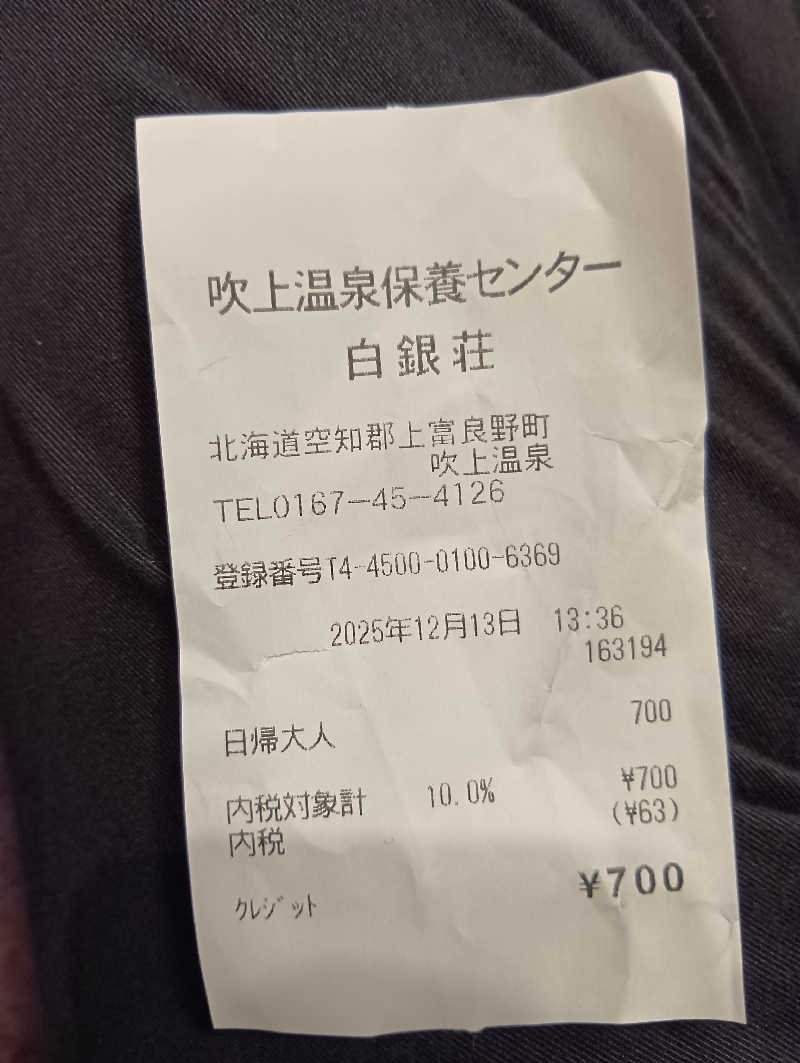 吹上温泉保養センター
白銀荘
北海道空知郡上富良野町
吹上温泉
TEL0167-45-4126
登録番号T4-4500-0100-6369
2025年12月13日 13:36
163194
日帰大人 700
内税対象計 10.0% ¥700
内税 (¥63)
クレジット ¥700